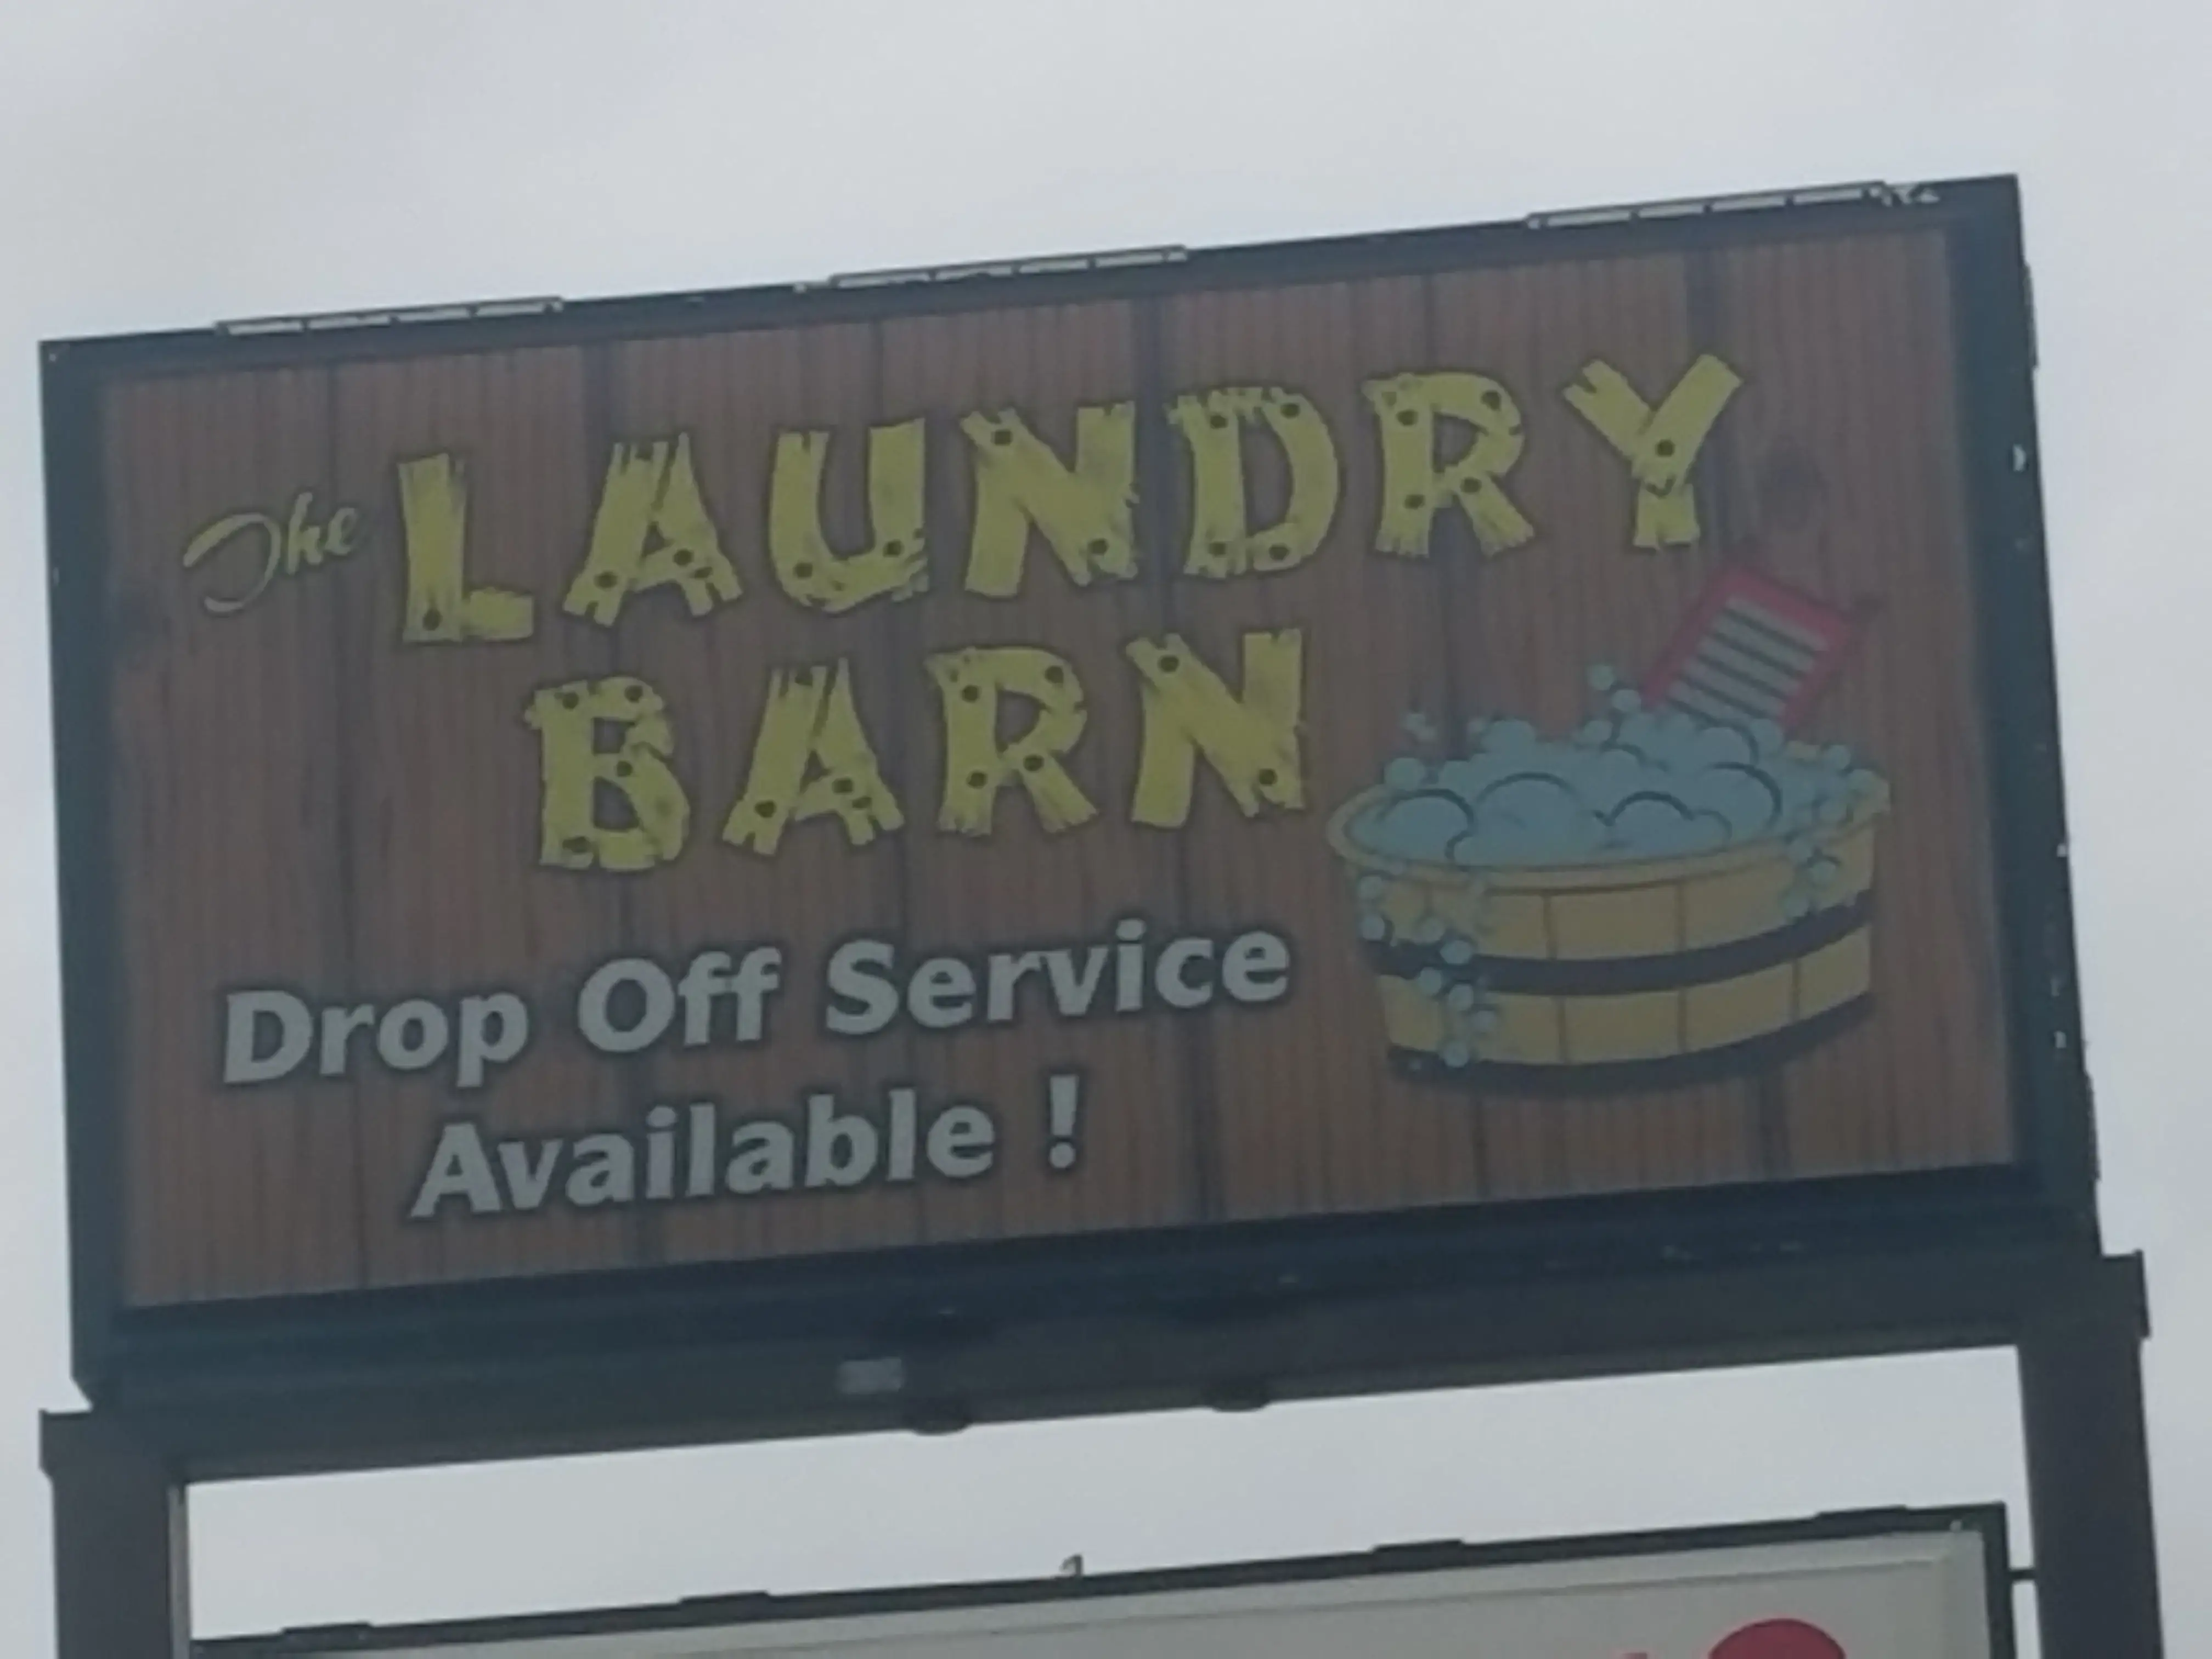 The LAUNDRY
BARN
Drop Off Service
Available !